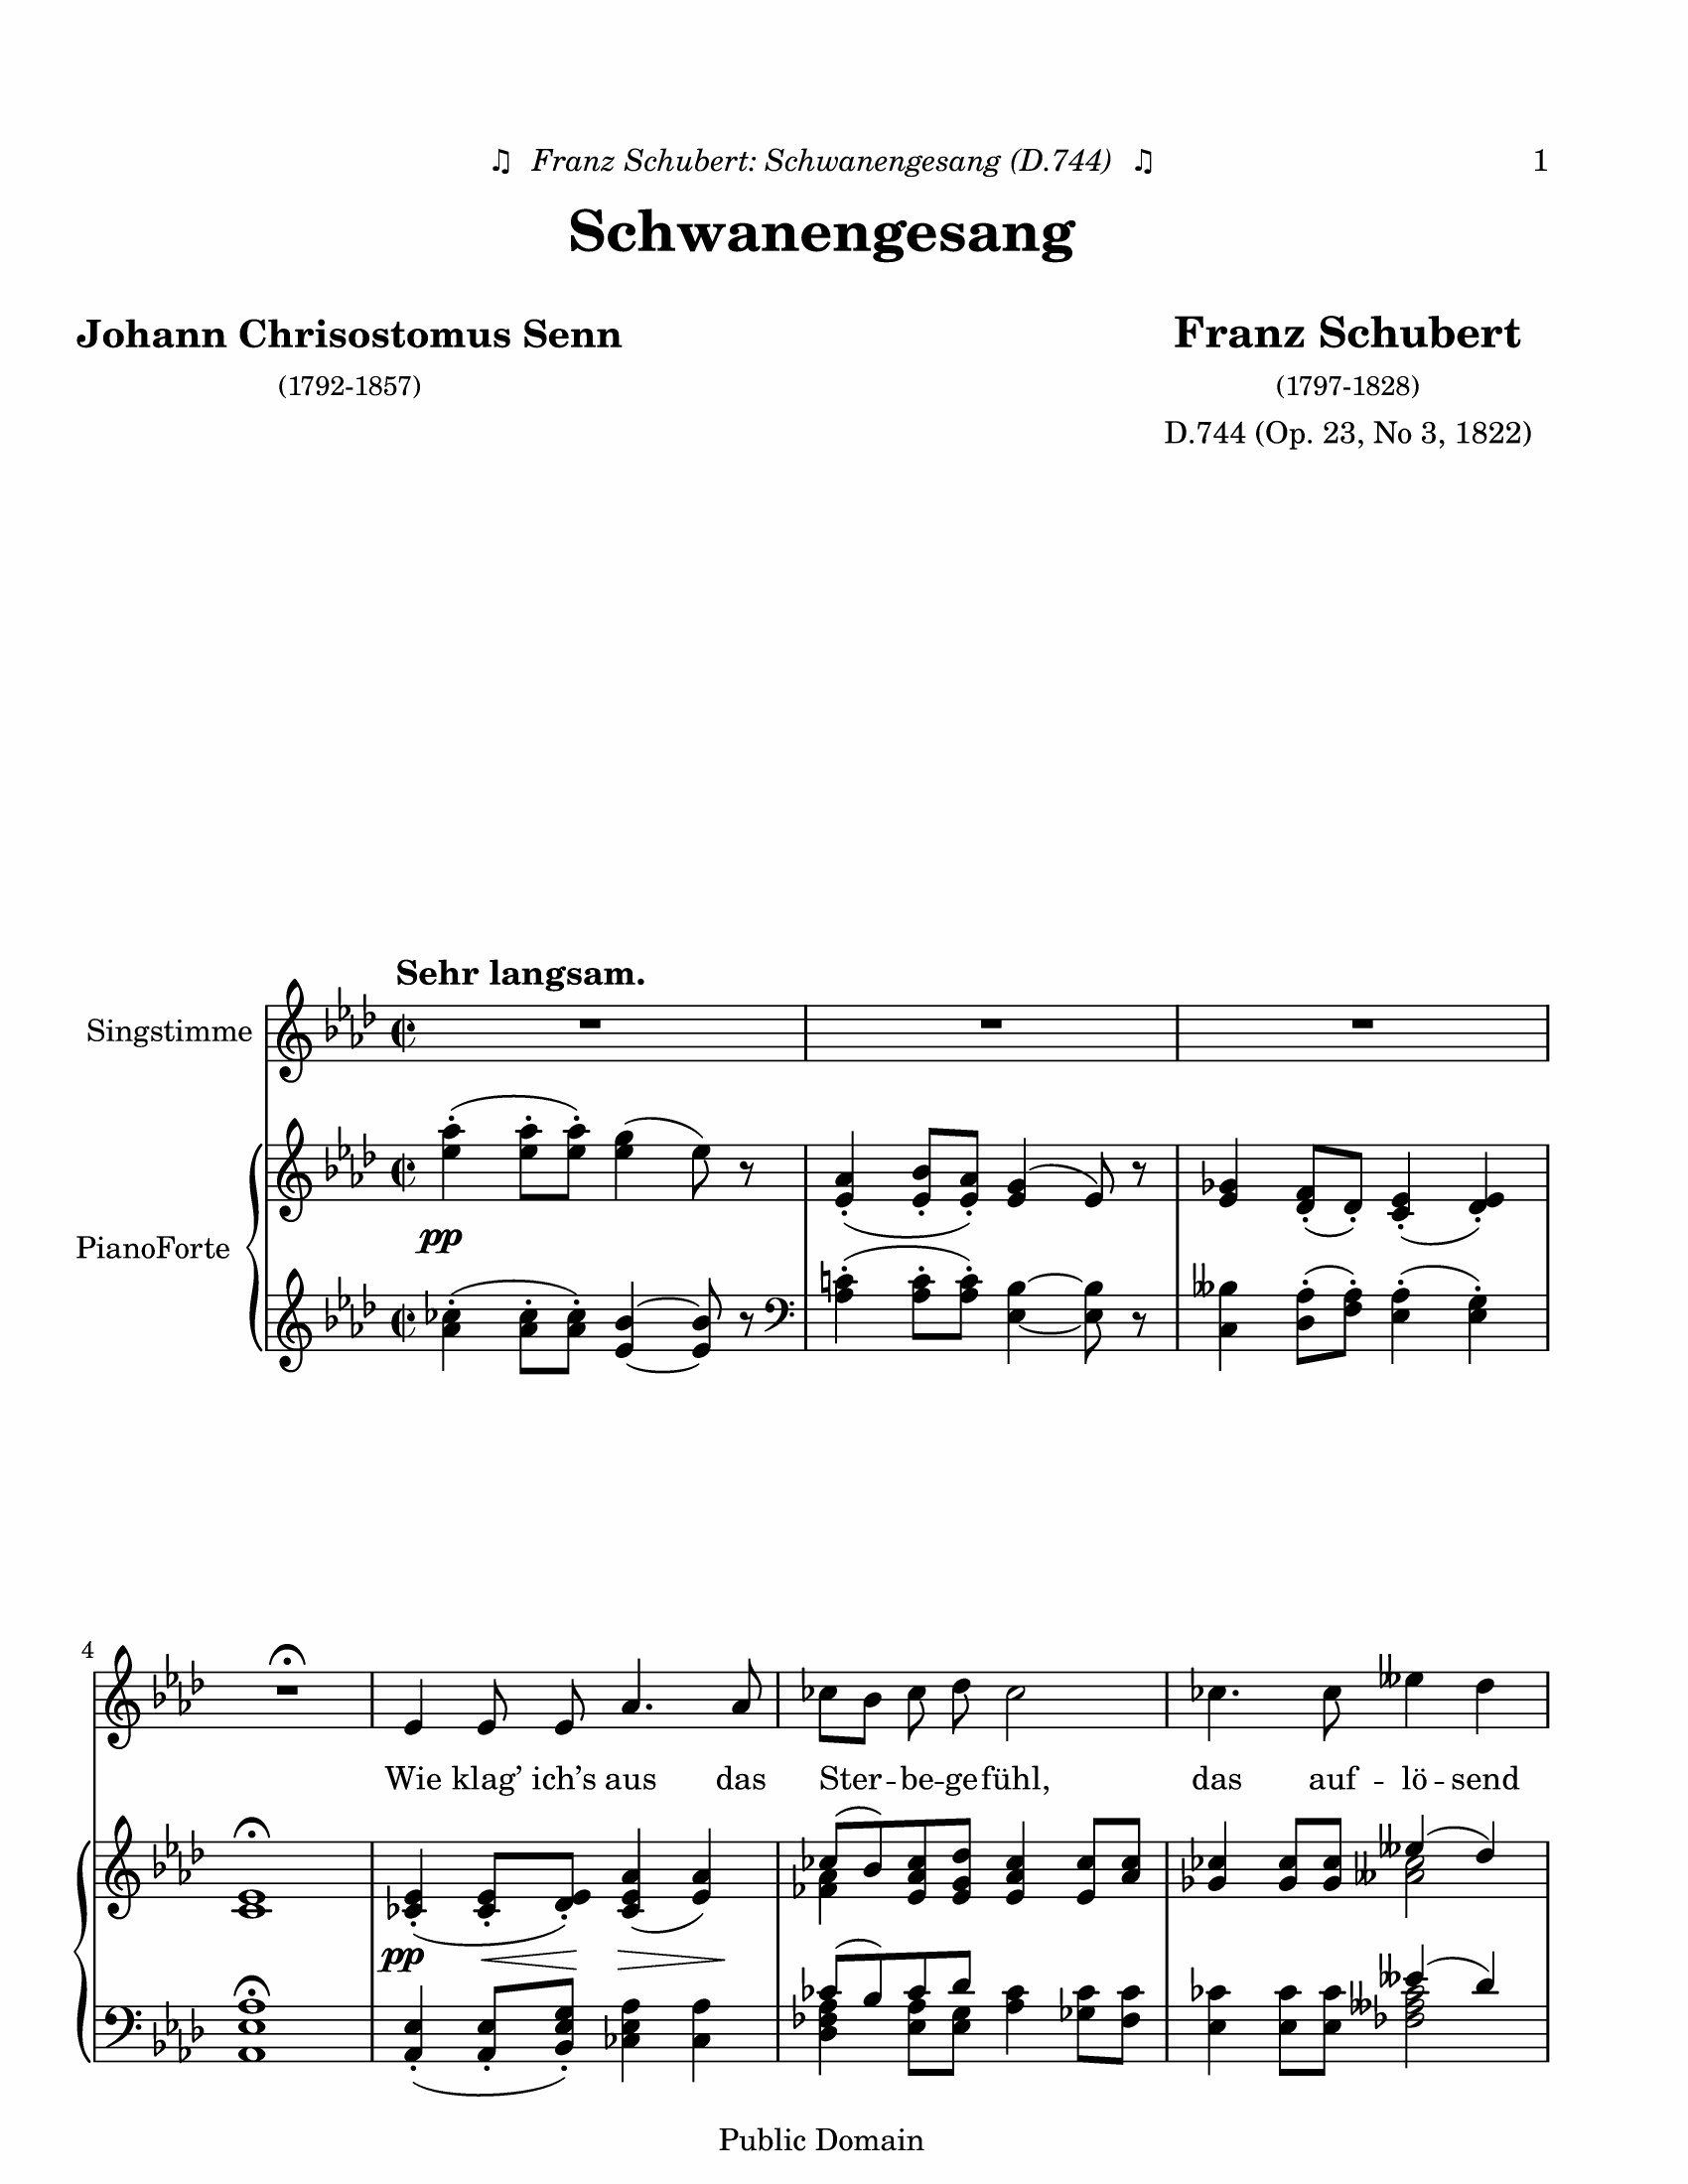 ♫ Franz Schubert: Schwanengesang (D.744) ♫ 1
Schwanengesang
Johann Chrisostomus Senn Franz Schubert
(1792-1857) (1797-1828)
D.744 (Op. 23, No 3, 1822)
Sehr langsam.
Singstimme
PianoForte
pp
4
Wie klag’ ich’s aus das Ster -- be -- ge fühl, das auf -- lö -- send
pp
Public Domain